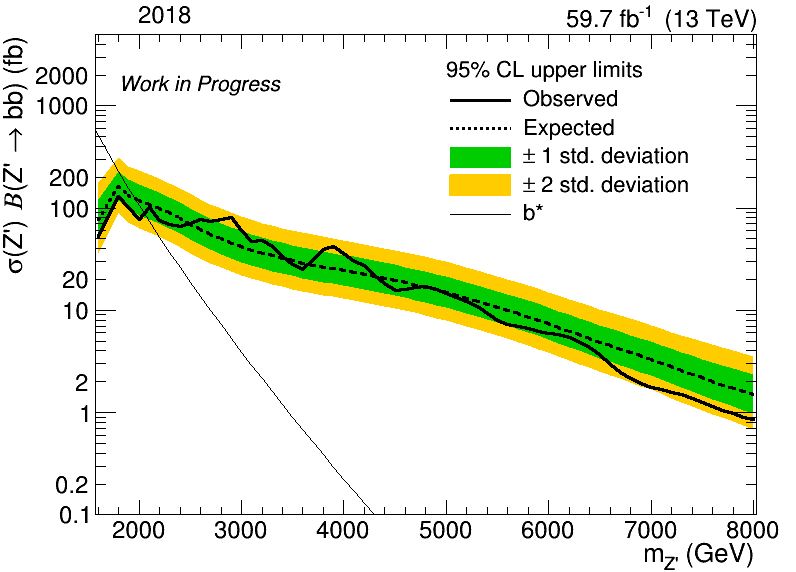 2018
59.7 fb⁻¹ (13 TeV)
σ(Z') B(Z' → bb) (fb)
Work in Progress
95% CL upper limits
Observed
Expected
± 1 std. deviation
± 2 std. deviation
b*
2000
1000
200
100
20
10
2
1
0.2
0.1
2000 3000 4000 5000 6000 7000 8000
m_Z' (GeV)